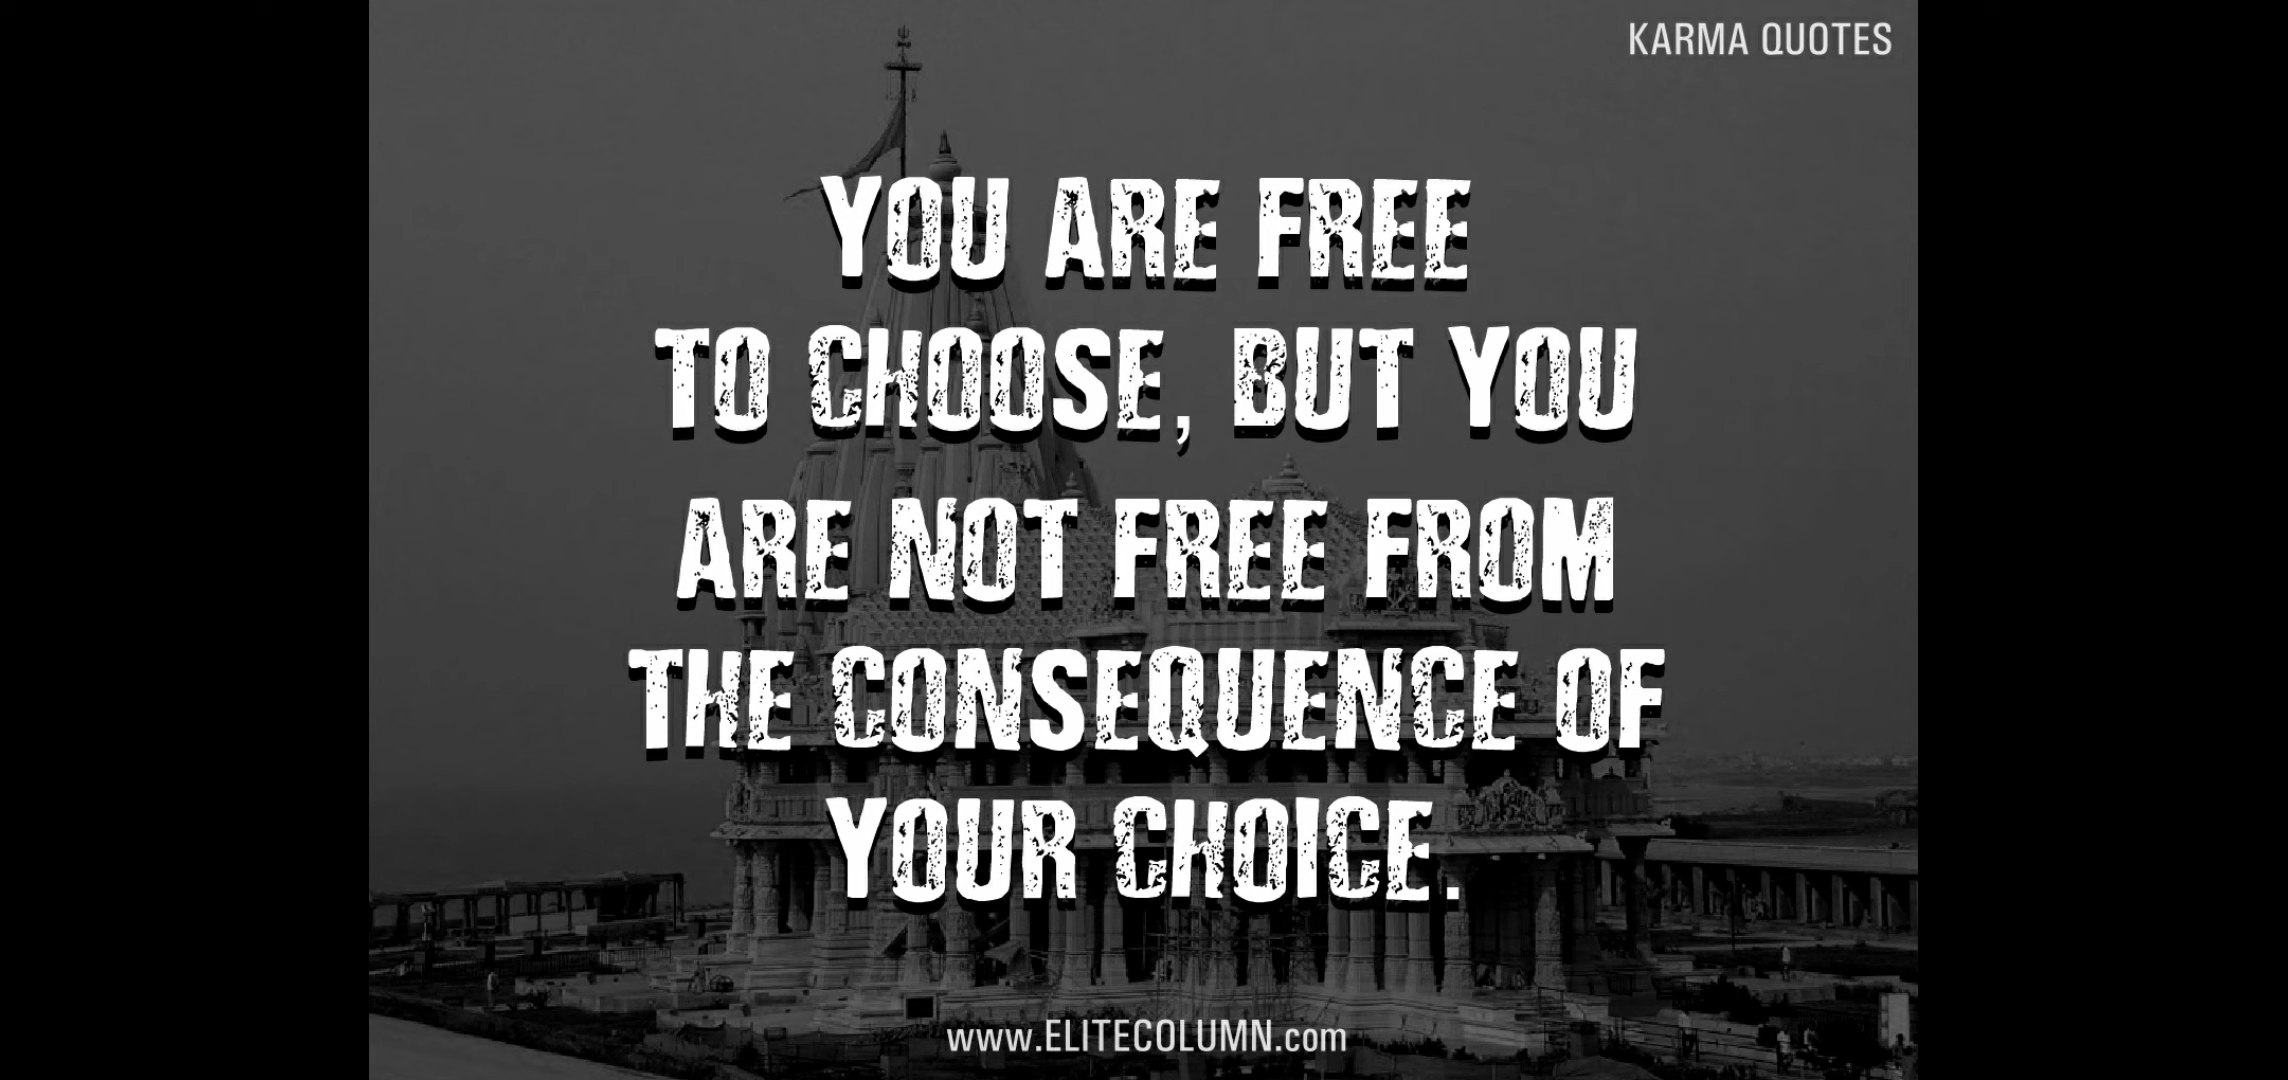 KARMA QUOTES
YOU ARE FREE
TO CHOOSE, BUT YOU
ARE NOT FREE FROM
THE CONSEQUENCE OF
YOUR CHOICE.
www.ELITECOLUMN.com